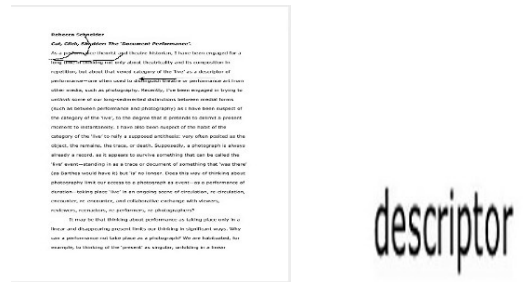 Rebecca Schneider
Cut, Click, Shudder: The 'Document Performance'.
As a performance theorist and theatre historian, I have been engaged for a
long time in thinking not only about theatricality and its composition in
repetition, but about that vexed category of the 'live' as a descriptor of
performance—one often used to distinguish theatre or performance art from
other media, such as photography. Recently, I've been engaged in trying to
unthink some of our long-sedimented distinctions between medial forms
(such as between performance and photography) as I have been suspect of
the category of the 'live', to the degree that it pretends to delimit a present
moment to instantaneity. I have also been suspect of the habit of the
category of the 'live' to rally a supposed antithesis: very often posited as the
object, the remains, the trace, or death. Supposedly, a photograph is always
already a record, as it appears to survive something that can be called the
'live' event—standing in as a trace or document of something that 'was there'
(as Barthes would have it) but 'is' no longer. Does this way of thinking about
photography limit our access to a photograph as event—as a performance of
duration, taking place 'live' in an ongoing scene of circulation, re-circulation,
encounter, re-encounter, and collaborative exchange with viewers,
reviewers, reenactors, re-performers, re-photographers?
It may be that thinking about performance as taking place only in a
linear and disappearing present limits our thinking in significant ways. Why
can a performance not take place as a photograph? We are habituated, for
example, to thinking of the 'present' as singular, unfolding in a linear
descriptor